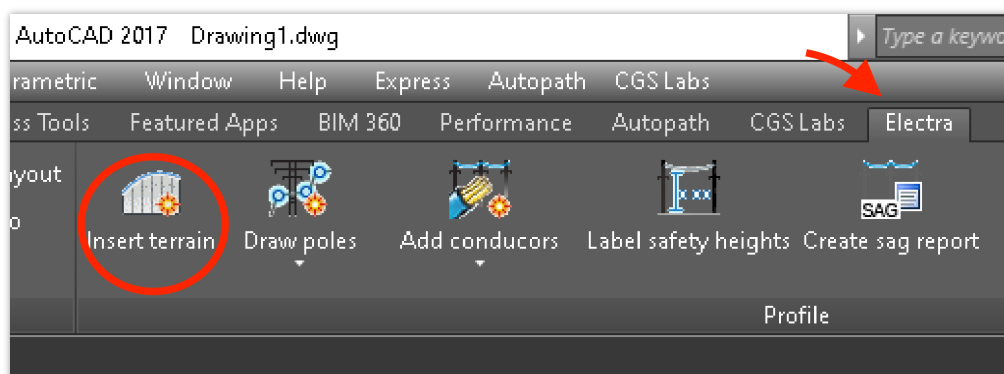 AutoCAD 2017 Drawing1.dwg Type a keywo
rametric Window Help Express Autopath CGS Labs
ss Tools Featured Apps BIM 360 Performance Autopath CGS Labs Electra
ayout
o
SAG
Insert terrain Draw poles Add conducors Label safety heights Create sag report
Profile